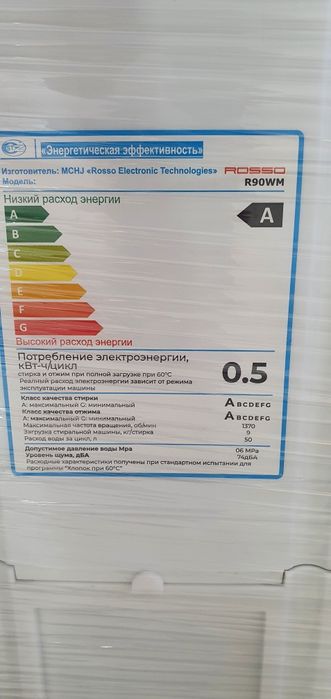 «Энергетическая эффективность»
Изготовитель: MCHJ «Rosso Electronic Technologies» ROSSO
Модель: R90WM
Низкий расход энергии
A
A
B
C
D
E
F
G
Высокий расход энергии
Потребление электроэнергии,
кВт·ч/цикл
0.5
стирка и отжим при полной загрузке при 60°C
Реалный расход электроэнергии зависит от режима
эксплуатации машины
Класс качества стирки
A: максимальный G: минимальный ABCDEFG
Класс качества отжима
A: максимальный G: минимальный ABCDEFG
Максимальная частота вращения, об/мин 1370
Загрузка стиральной машины, кг/стирка 9
Расход воды за цикл, л 50
Допустимое давление воды Мра 06 МРа
Уровень шума, дБА 74дБА
Расходные характеристики получены при стандартном испытании для
программы "Хлопок при 60°C"